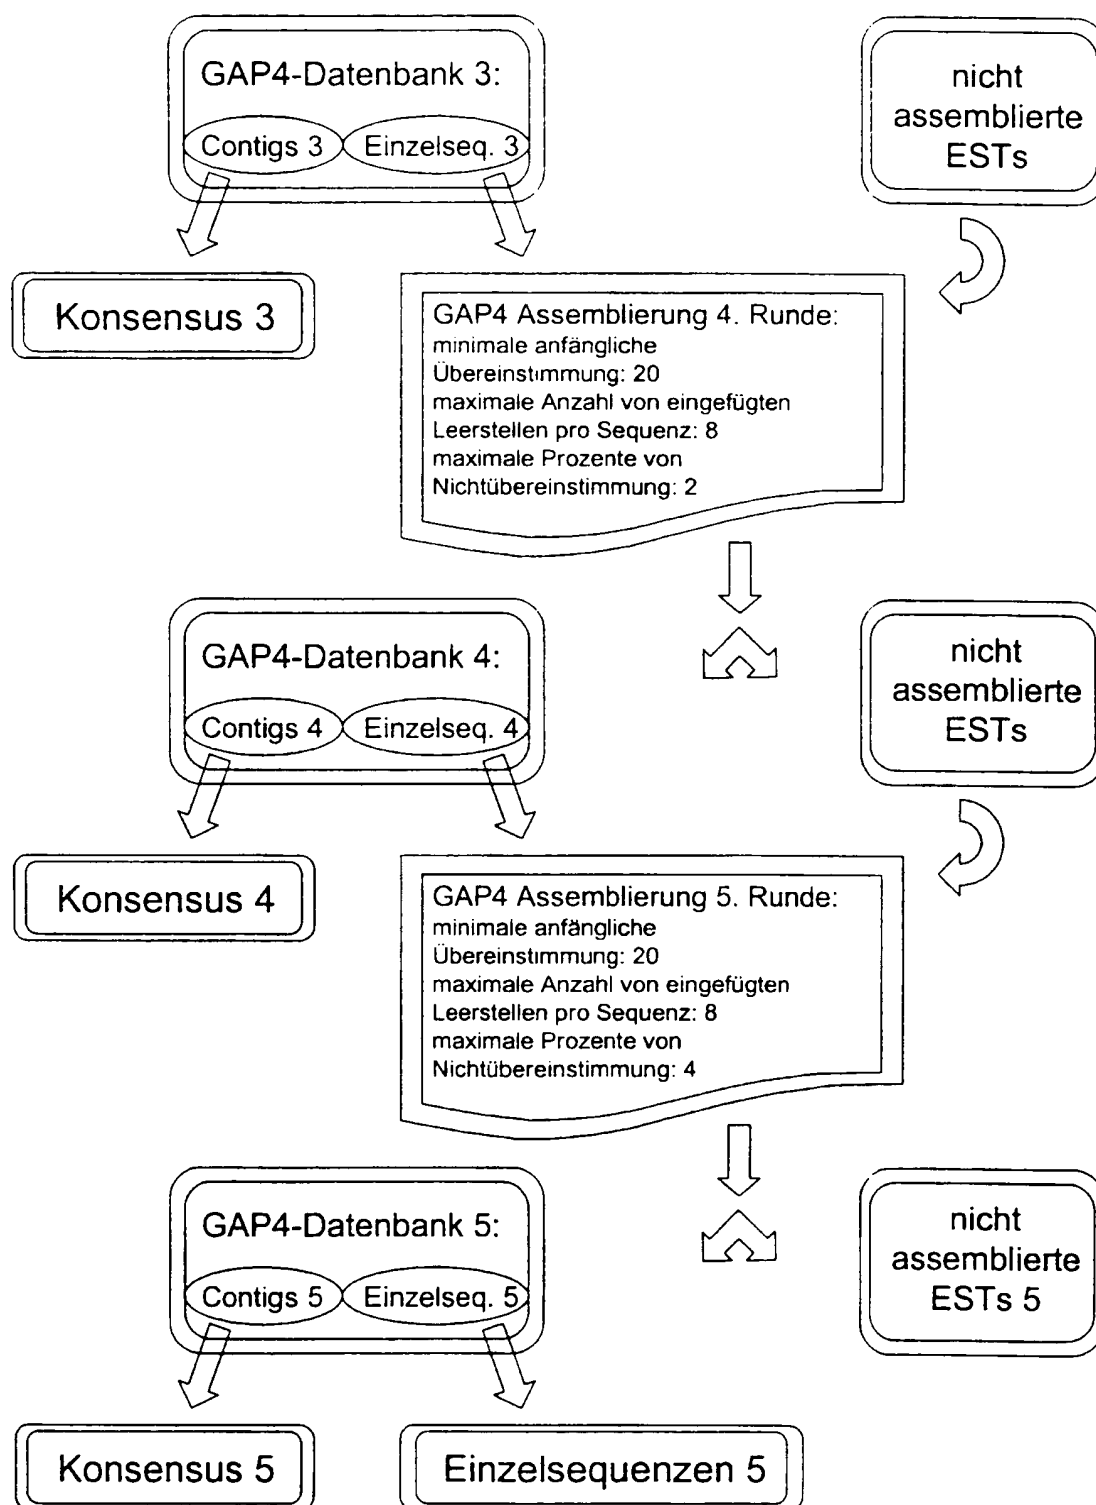 GAP4-Datenbank 3:
Contigs 3
Einzelseq. 3
nicht
assemblierte
ESTs
Konsensus 3
GAP4 Assemblierung 4. Runde:
minimale anfängliche
Übereinstimmung: 20
maximale Anzahl von eingefügten
Leerstellen pro Sequenz: 8
maximale Prozente von
Nichtübereinstimmung: 2
GAP4-Datenbank 4:
Contigs 4
Einzelseq. 4
nicht
assemblierte
ESTs
Konsensus 4
GAP4 Assemblierung 5. Runde:
minimale anfängliche
Übereinstimmung: 20
maximale Anzahl von eingefügten
Leerstellen pro Sequenz: 8
maximale Prozente von
Nichtübereinstimmung: 4
GAP4-Datenbank 5:
Contigs 5
Einzelseq. 5
nicht
assemblierte
ESTs 5
Konsensus 5
Einzelsequenzen 5